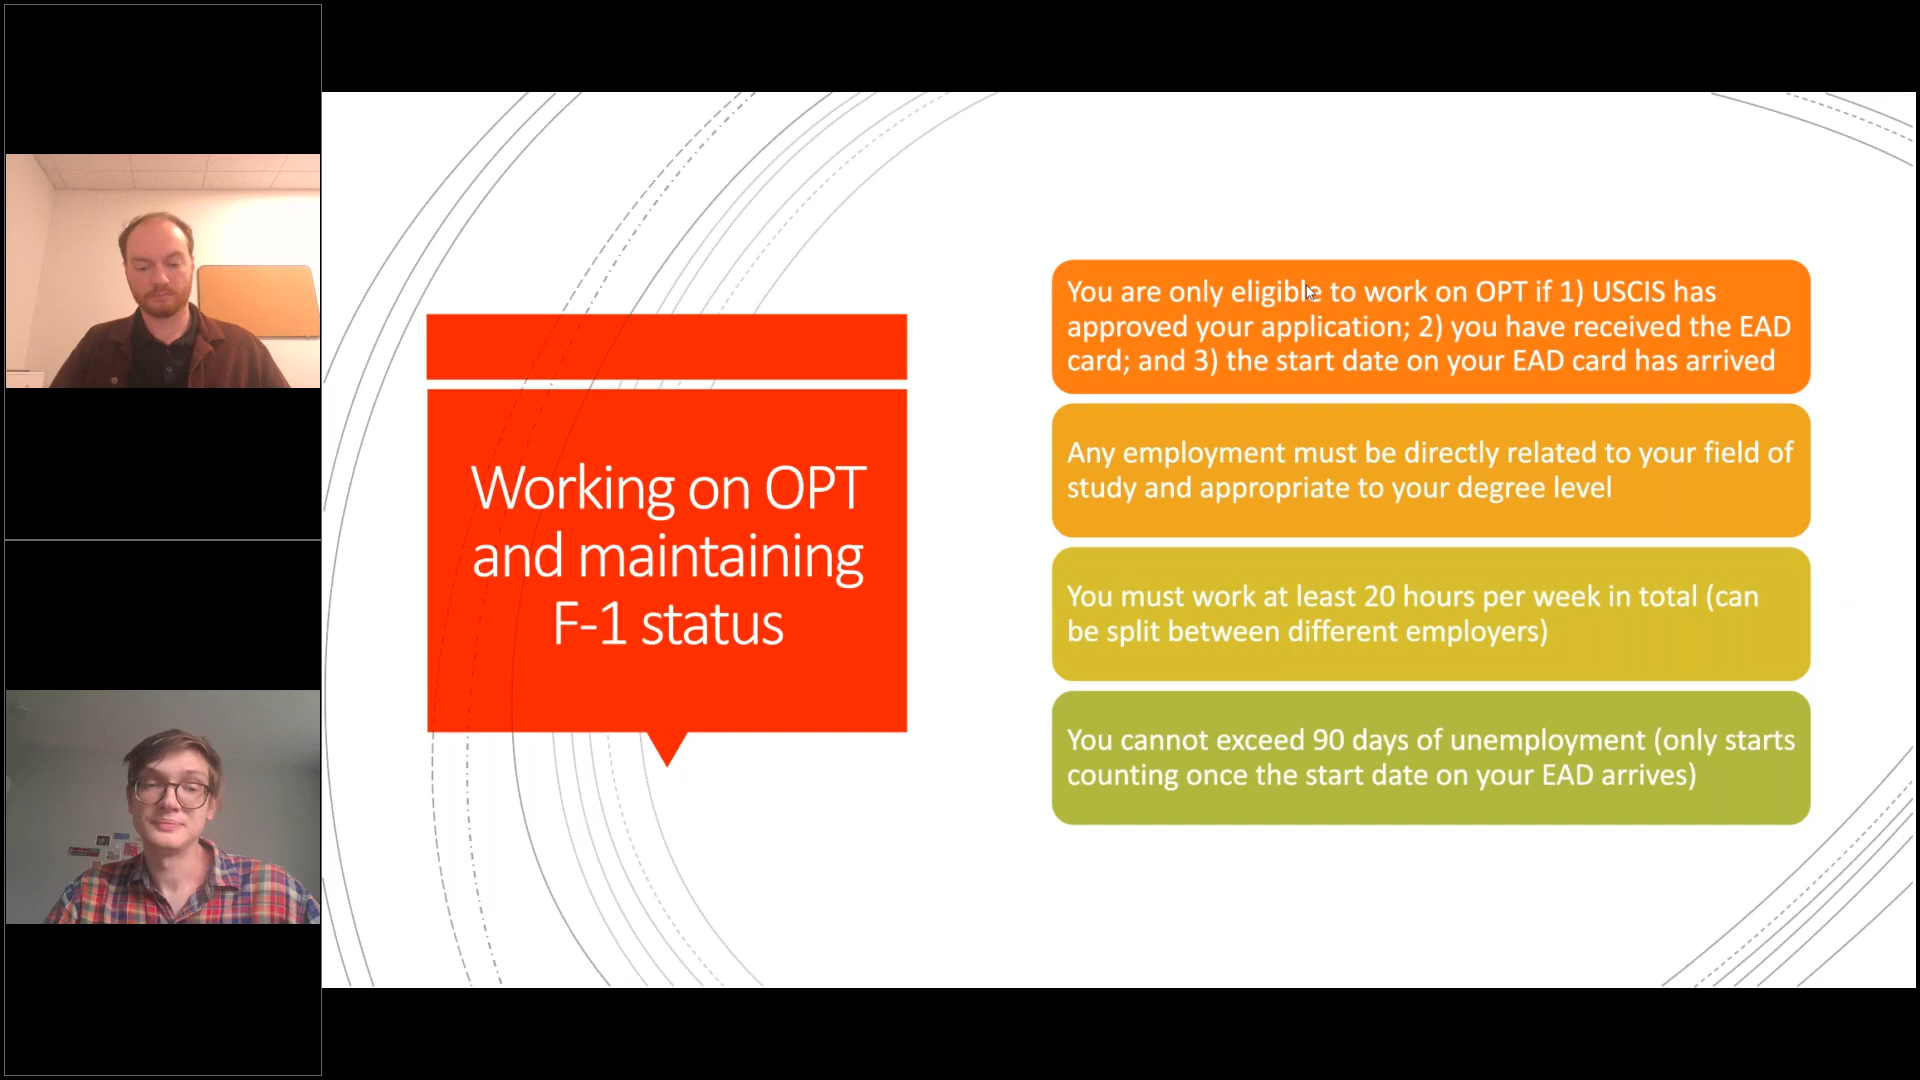 Working on OPT
and maintaining
F-1 status
You are only eligible to work on OPT if 1) USCIS has
approved your application; 2) you have received the EAD
card; and 3) the start date on your EAD card has arrived
Any employment must be directly related to your field of
study and appropriate to your degree level
You must work at least 20 hours per week in total (can
be split between different employers)
You cannot exceed 90 days of unemployment (only starts
counting once the start date on your EAD arrives)